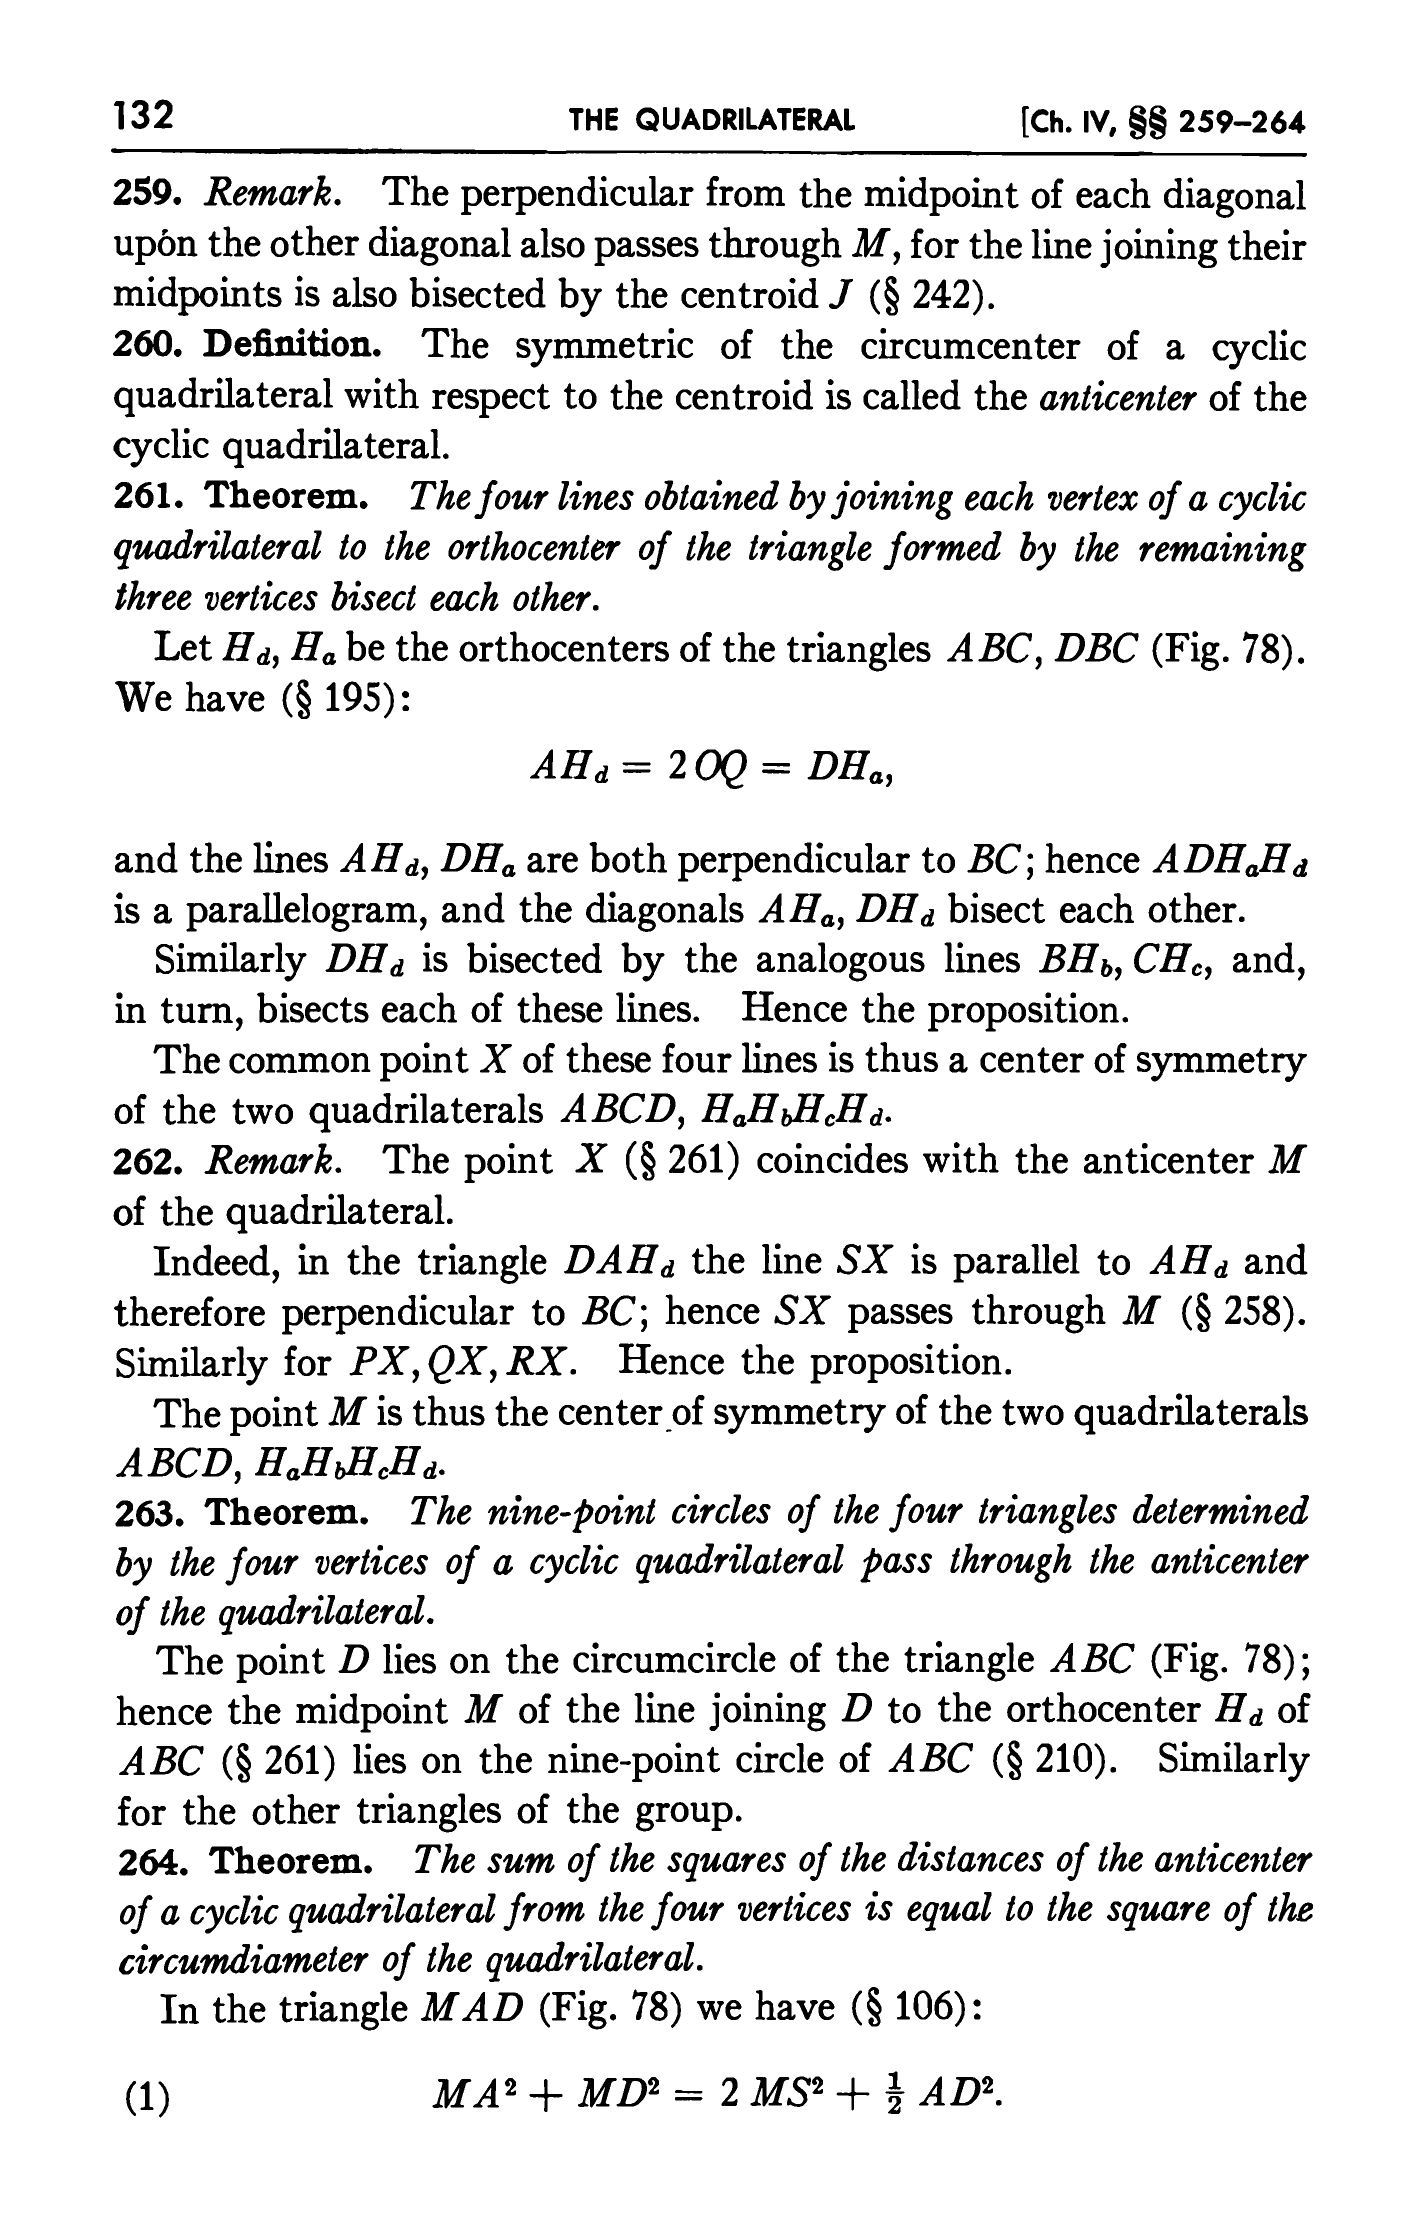 132 THE QUADRILATERAL [Ch. IV, §§ 259–264
259. Remark. The perpendicular from the midpoint of each diagonal
upón the other diagonal also passes through M, for the line joining their
midpoints is also bisected by the centroid J (§ 242).
260. Definition. The symmetric of the circumcenter of a cyclic
quadrilateral with respect to the centroid is called the anticenter of the
cyclic quadrilateral.
261. Theorem. The four lines obtained by joining each vertex of a cyclic
quadrilateral to the orthocenter of the triangle formed by the remaining
three vertices bisect each other.
Let H_d, H_a be the orthocenters of the triangles ABC, DBC (Fig. 78).
We have (§ 195):
AH_d = 2 OQ = DH_a,
and the lines AH_d, DH_a are both perpendicular to BC; hence ADH_aH_d
is a parallelogram, and the diagonals AH_a, DH_d bisect each other.
Similarly DH_d is bisected by the analogous lines BH_b, CH_c, and,
in turn, bisects each of these lines. Hence the proposition.
The common point X of these four lines is thus a center of symmetry
of the two quadrilaterals ABCD, H_aH_bH_cH_d.
262. Remark. The point X (§ 261) coincides with the anticenter M
of the quadrilateral.
Indeed, in the triangle DAH_d the line SX is parallel to AH_d and
therefore perpendicular to BC; hence SX passes through M (§ 258).
Similarly for PX, QX, RX. Hence the proposition.
The point M is thus the center of symmetry of the two quadrilaterals
ABCD, H_aH_bH_cH_d.
263. Theorem. The nine-point circles of the four triangles determined
by the four vertices of a cyclic quadrilateral pass through the anticenter
of the quadrilateral.
The point D lies on the circumcircle of the triangle ABC (Fig. 78);
hence the midpoint M of the line joining D to the orthocenter H_d of
ABC (§ 261) lies on the nine-point circle of ABC (§ 210). Similarly
for the other triangles of the group.
264. Theorem. The sum of the squares of the distances of the anticenter
of a cyclic quadrilateral from the four vertices is equal to the square of the
circumdiameter of the quadrilateral.
In the triangle MAD (Fig. 78) we have (§ 106):
(1) MA² + MD² = 2 MS² + ½ AD².